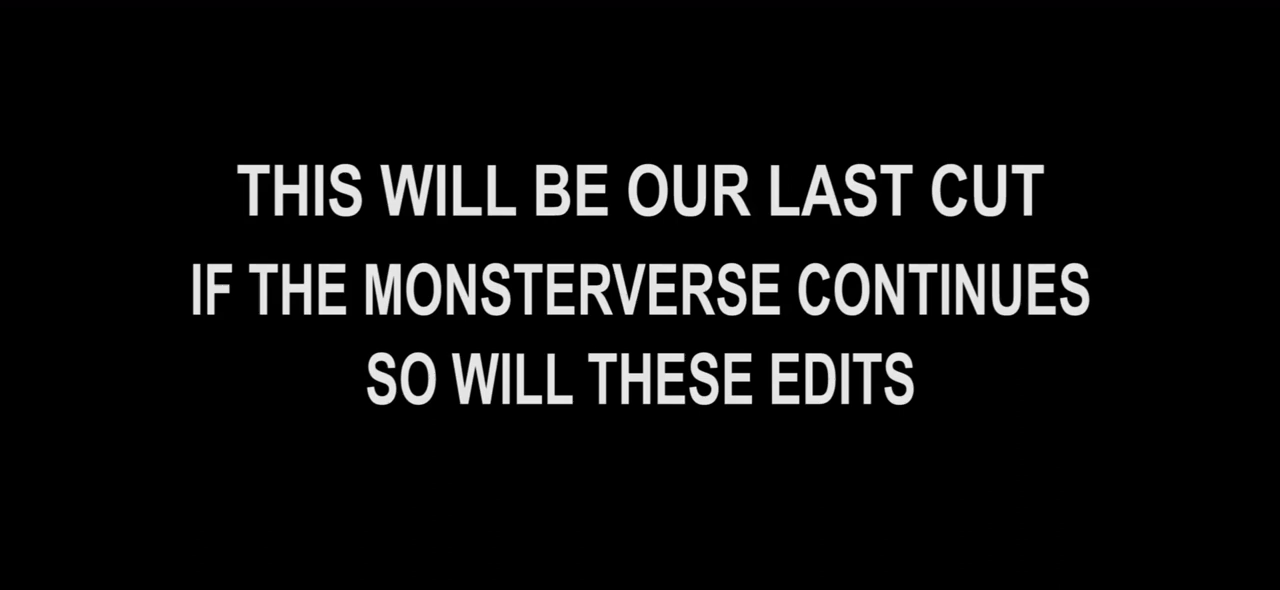 THIS WILL BE OUR LAST CUT
IF THE MONSTERVERSE CONTINUES
SO WILL THESE EDITS